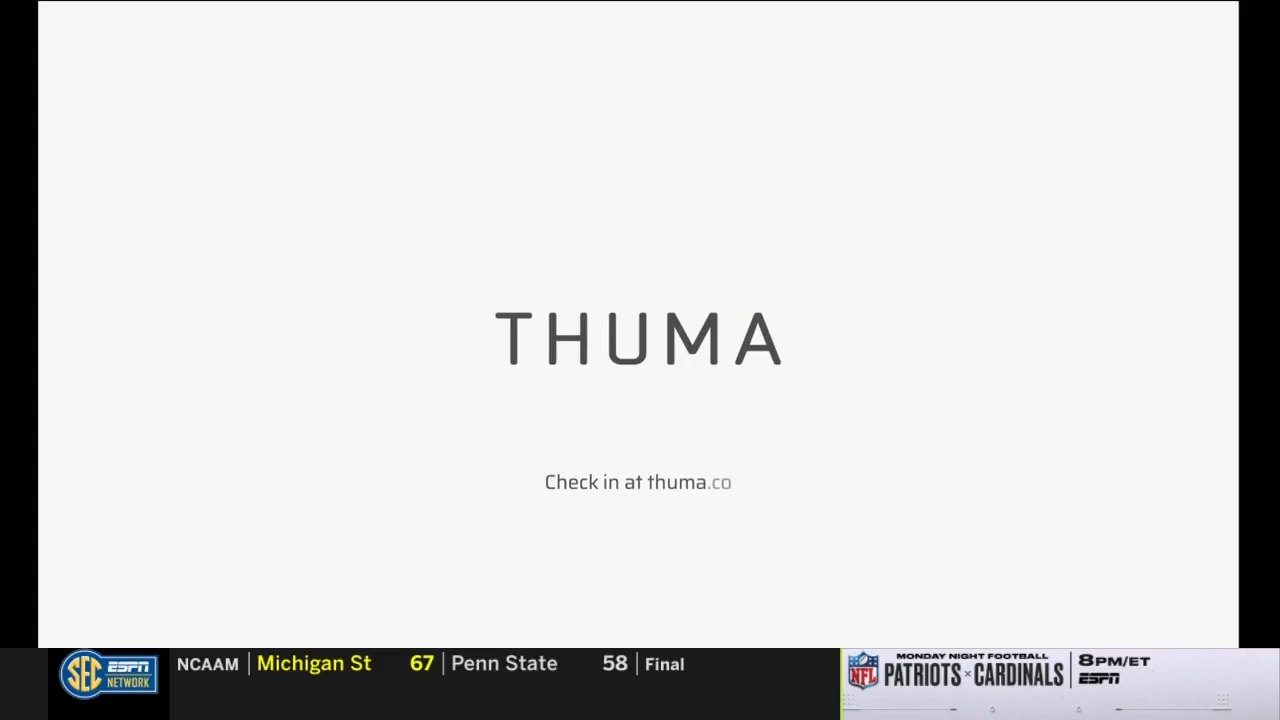 THUMA
Check in at thuma.co
SEC ESPN NETWORK
NCAAM Michigan St 67 Penn State 58 Final
NFL
MONDAY NIGHT FOOTBALL
PATRIOTS × CARDINALS
8PM/ET
ESPN